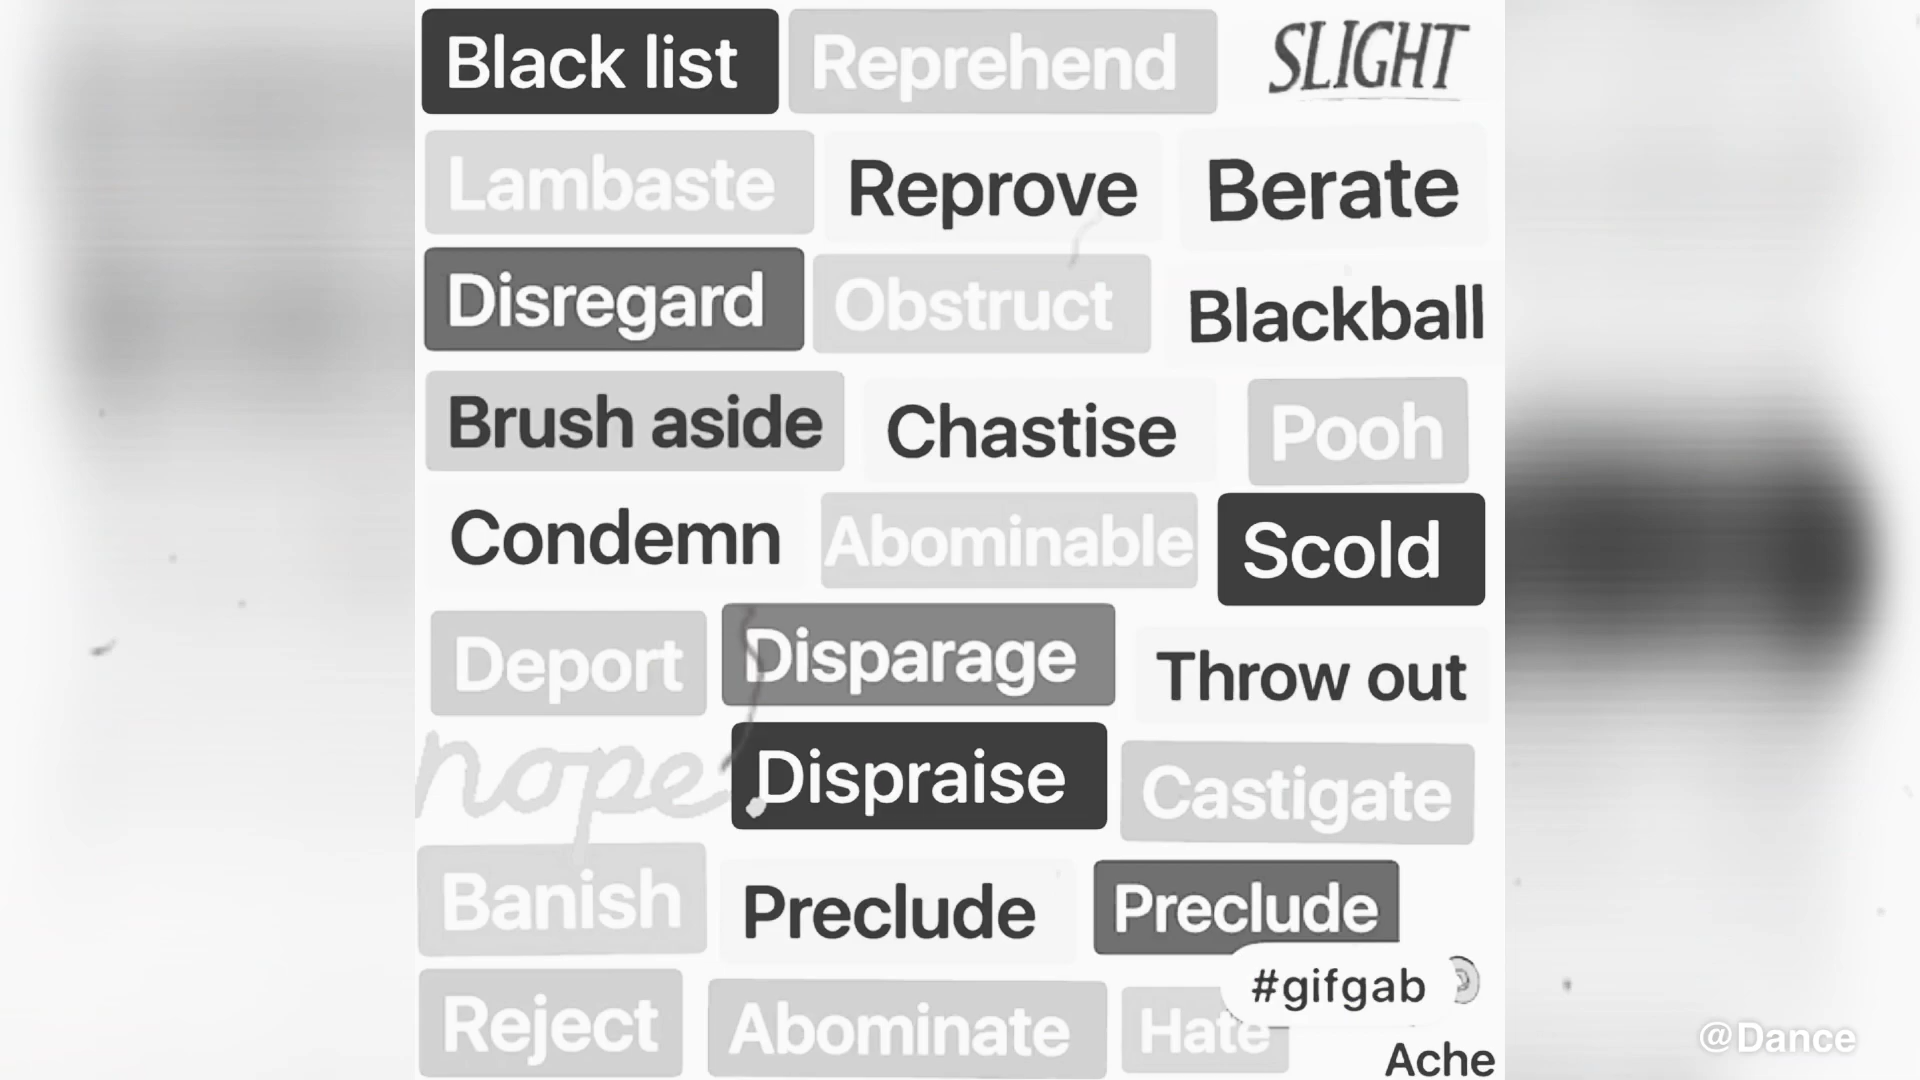 Black list Reprehend SLIGHT
Lambaste Reprove Berate
Disregard Obstruct Blackball
Brush aside Chastise Pooh
Condemn Abominable Scold
Deport Disparage Throw out
nope Dispraise Castigate
Banish Preclude Preclude
#gifgab
Reject Abominate Hate
Ache
@Dance